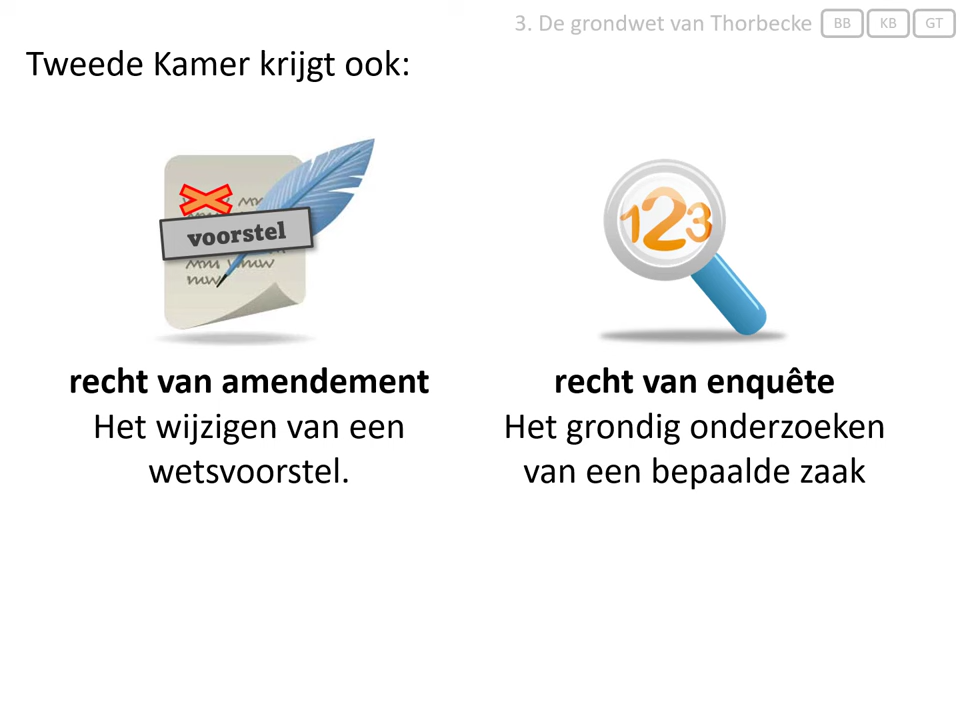 3. De grondwet van Thorbecke BB KB GT
Tweede Kamer krijgt ook:
voorstel
123
recht van amendement
Het wijzigen van een
wetsvoorstel.
recht van enquête
Het grondig onderzoeken
van een bepaalde zaak